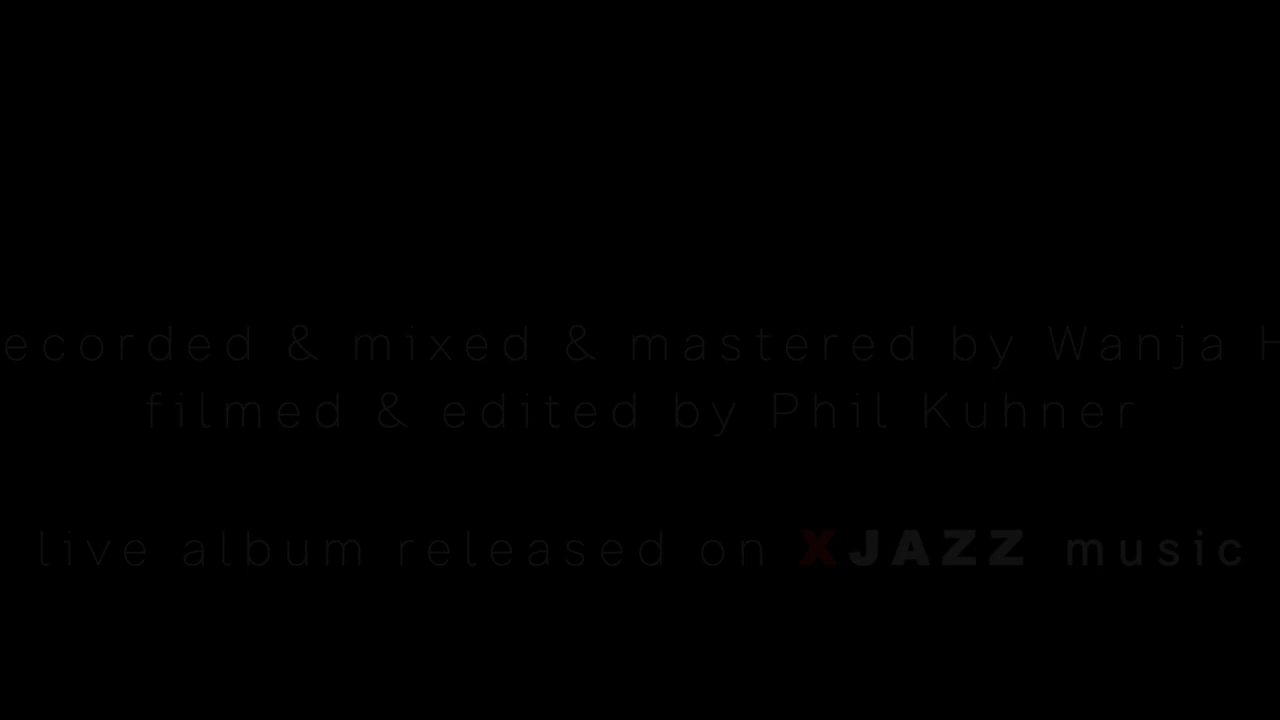 ecorded & mixed & mastered by Wanja H
filmed & edited by Phil Kuhner
live album released on XJAZZ music